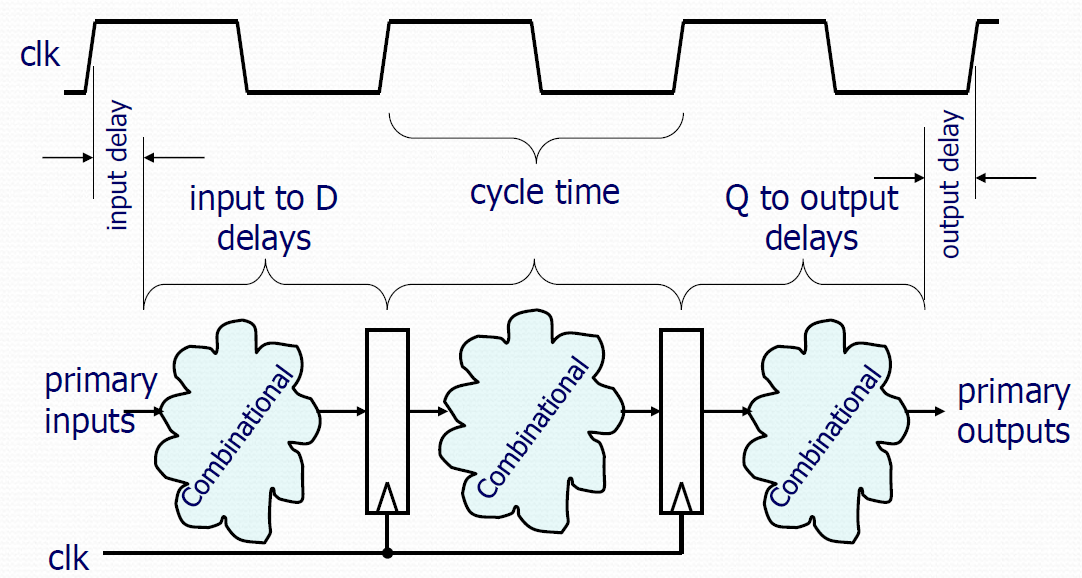 clk
input delay
output delay
cycle time
input to D
delays
Q to output
delays
primary
inputs
Combinational
Combinational
Combinational
primary
outputs
clk